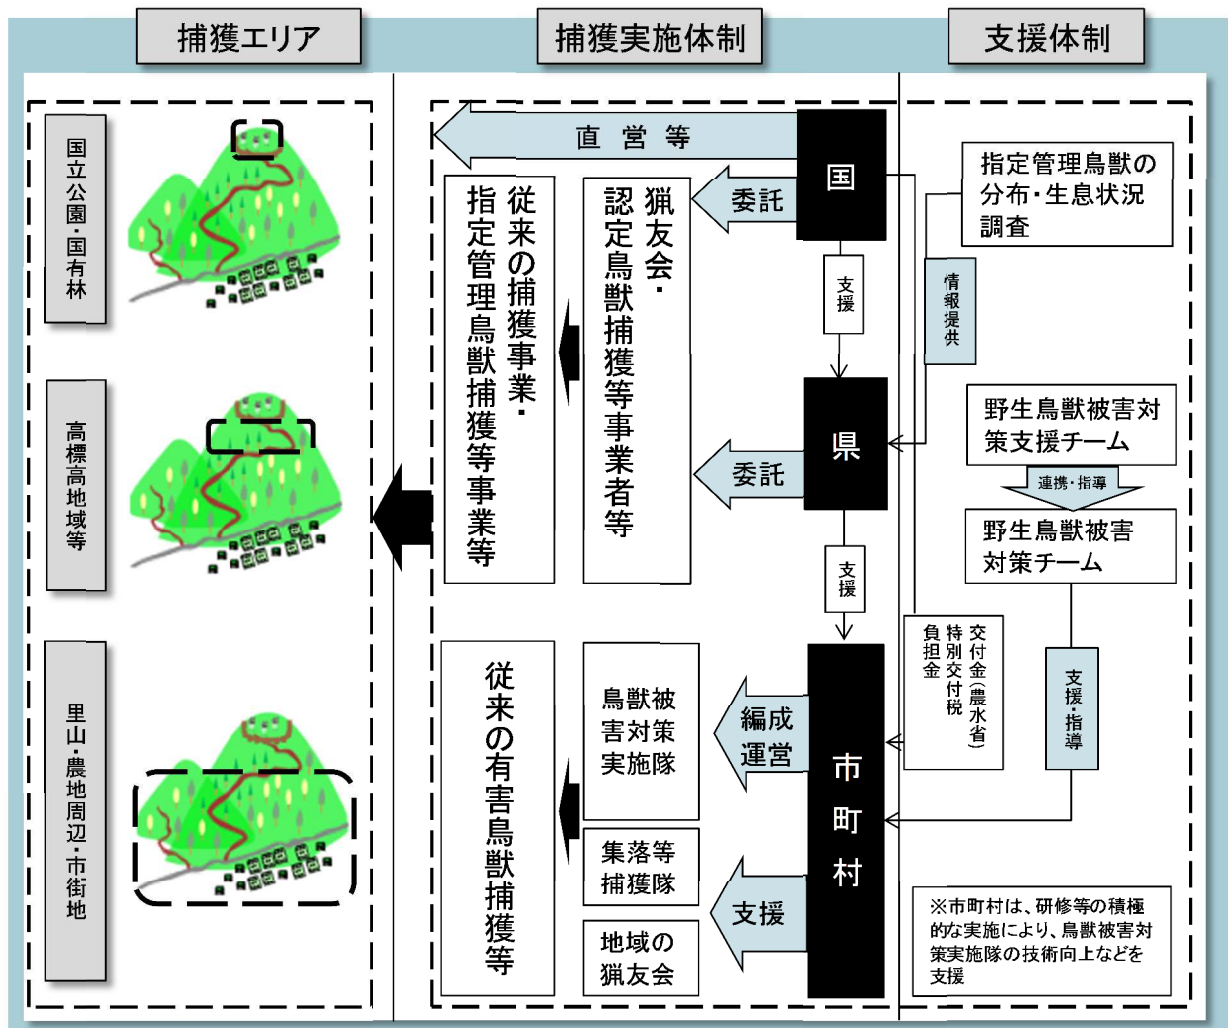 捕獲エリア
捕獲実施体制
支援体制
国立公園・国有林
高標高地域等
里山・農地周辺・市街地
直営等
国
委託
支援
県
委託
支援
市町村
編成
運営
支援
猟友会・
認定鳥獣捕獲等事業者等
従来の捕獲事業・
指定管理鳥獣捕獲等事業等
鳥獣被
害対策
実施隊
集落等
捕獲隊
地域の
猟友会
従来の有害鳥獣捕獲等
指定管理鳥獣の
分布・生息状況
調査
情報提供
野生鳥獣被害対
策支援チーム
連携・指導
野生鳥獣被害
対策チーム
交付金(農水省)
特別交付税
負担金
支援・指導
※市町村は、研修等の積極
的な実施により、鳥獣被害対
策実施隊の技術向上などを
支援